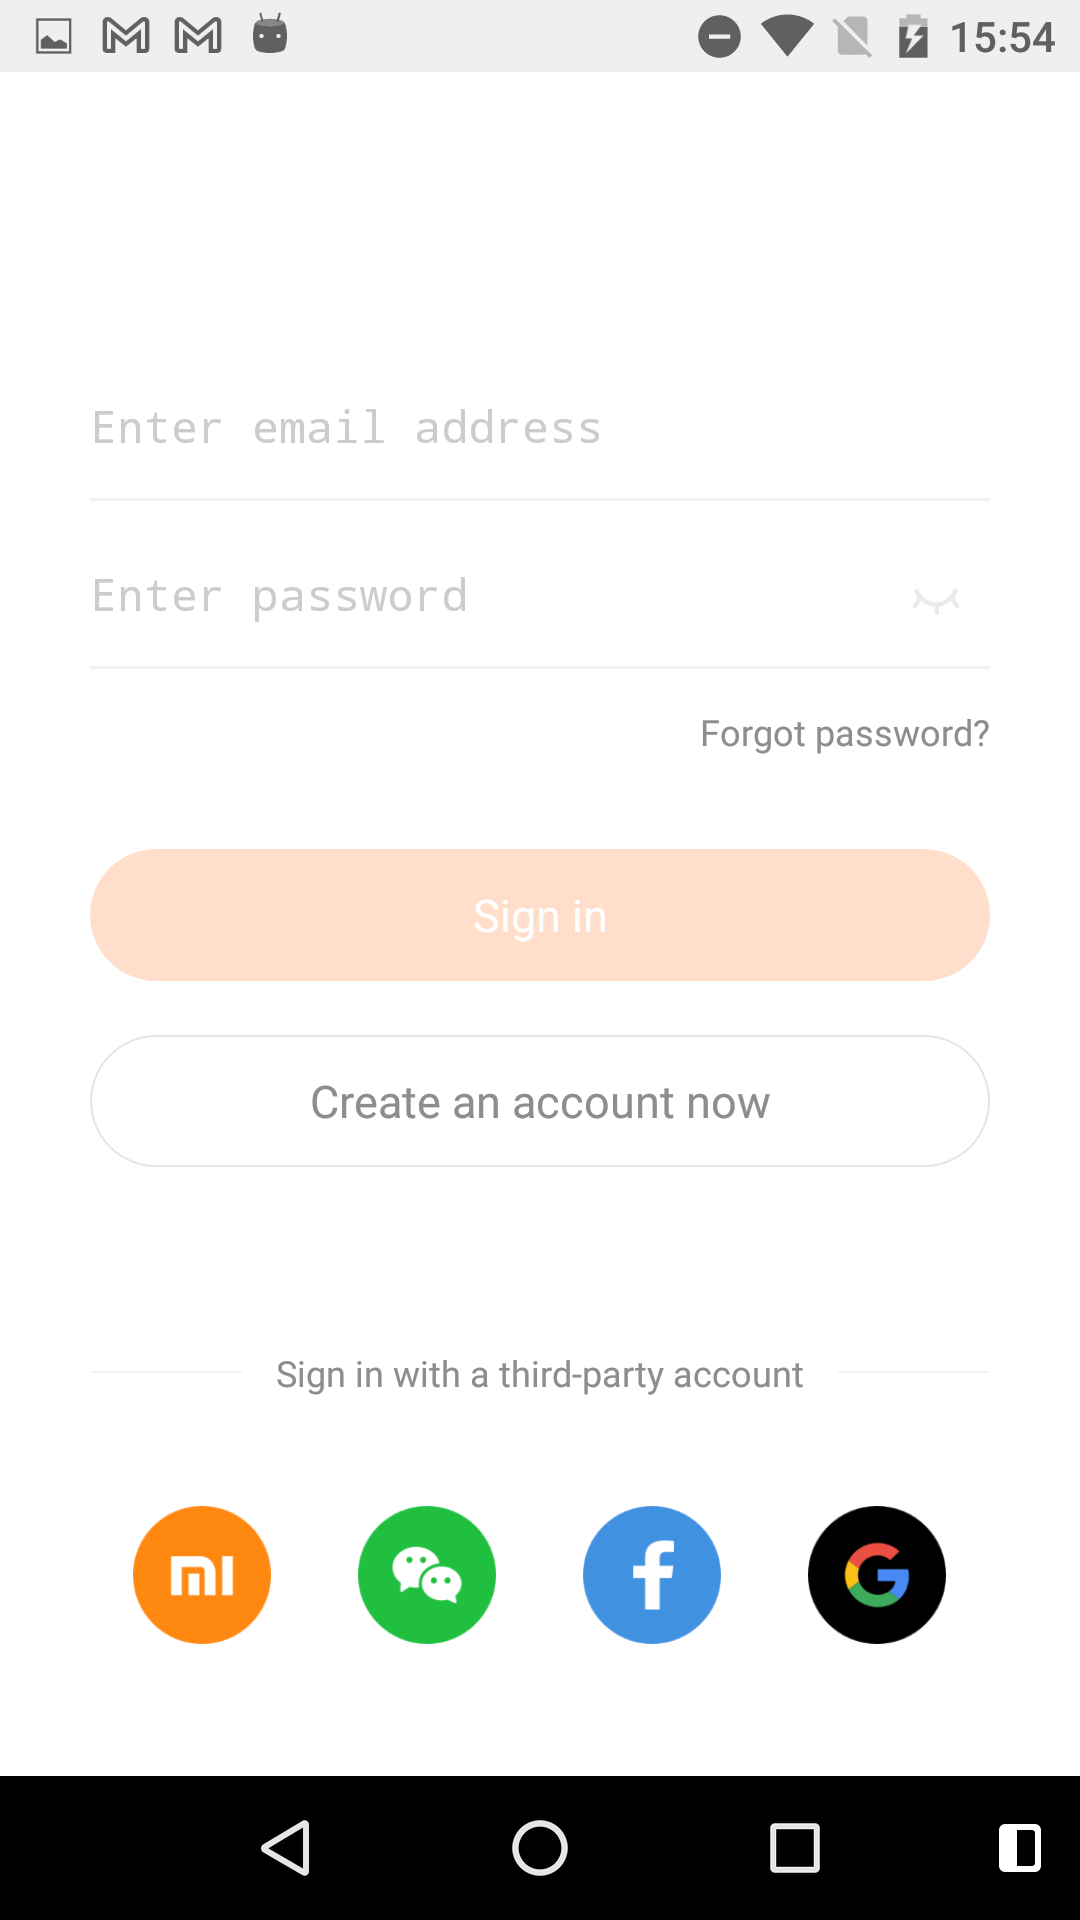 15:54
Enter email address
Enter password
Forgot password?
Sign in
Create an account now
Sign in with a third-party account